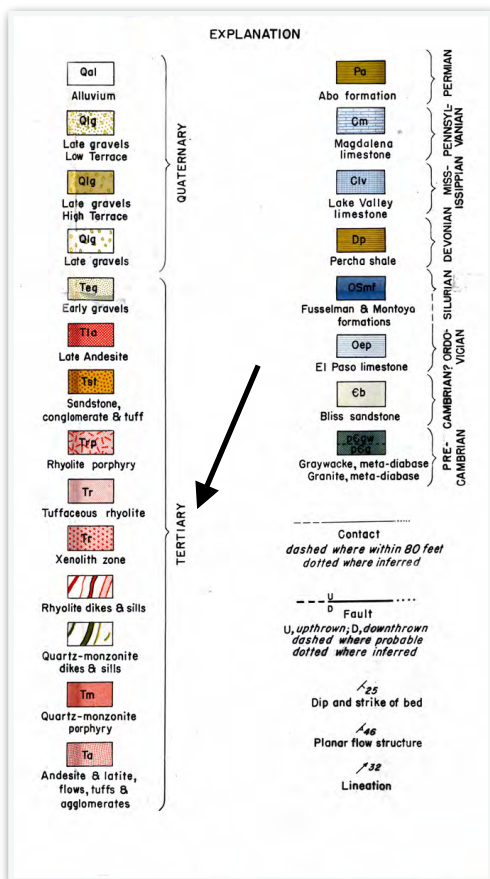 EXPLANATION
Qal
Alluvium
Qlg
Late gravels
Low Terrace
Qlg
Late gravels
High Terrace
Qlg
Late gravels
QUATERNARY
Teg
Early gravels
Tla
Late Andesite
Tst
Sandstone,
conglomerate & tuff
Trp
Rhyolite porphyry
Tr
Tuffaceous rhyolite
Tr
Xenolith zone
Rhyolite dikes & sills
Quartz-monzonite
dikes & sills
Tm
Quartz-monzonite
porphyry
Ta
Andesite & latite,
flows, tuffs &
agglomerates
TERTIARY
Pa
Abo formation
PERMIAN
Cm
Magdalena
limestone
PENNSYL-
VANIAN
Clv
Lake Valley
limestone
MISS-
ISSIPPIAN
Dp
Percha shale
DEVONIAN
OSmf
Fusselman & Montoya
formations
SILURIAN
Oep
El Paso limestone
ORDO-
VICIAN
Єb
Bliss sandstone
CAMBRIAN?
pЄgw
pЄg
Graywacke, meta-diabase
Granite, meta-diabase
PRE-
CAMBRIAN
Contact
dashed where within 80 feet
dotted where inferred
U
D
Fault
U, upthrown; D, downthrown
dashed where probable
dotted where inferred
25
Dip and strike of bed
46
Planar flow structure
32
Lineation